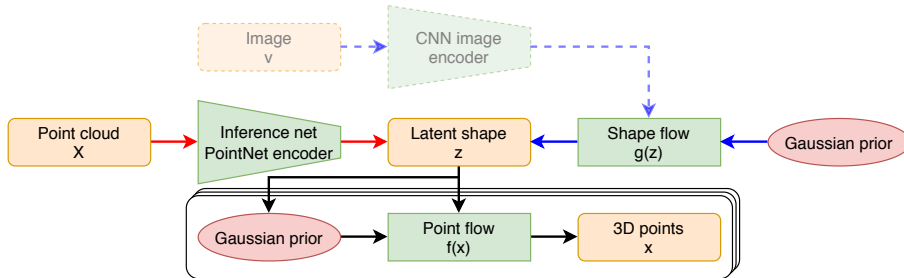 Image
v
CNN image
encoder
Point cloud
X
Inference net
PointNet encoder
Latent shape
z
Shape flow
g(z)
Gaussian prior
Gaussian prior
Point flow
f(x)
3D points
x